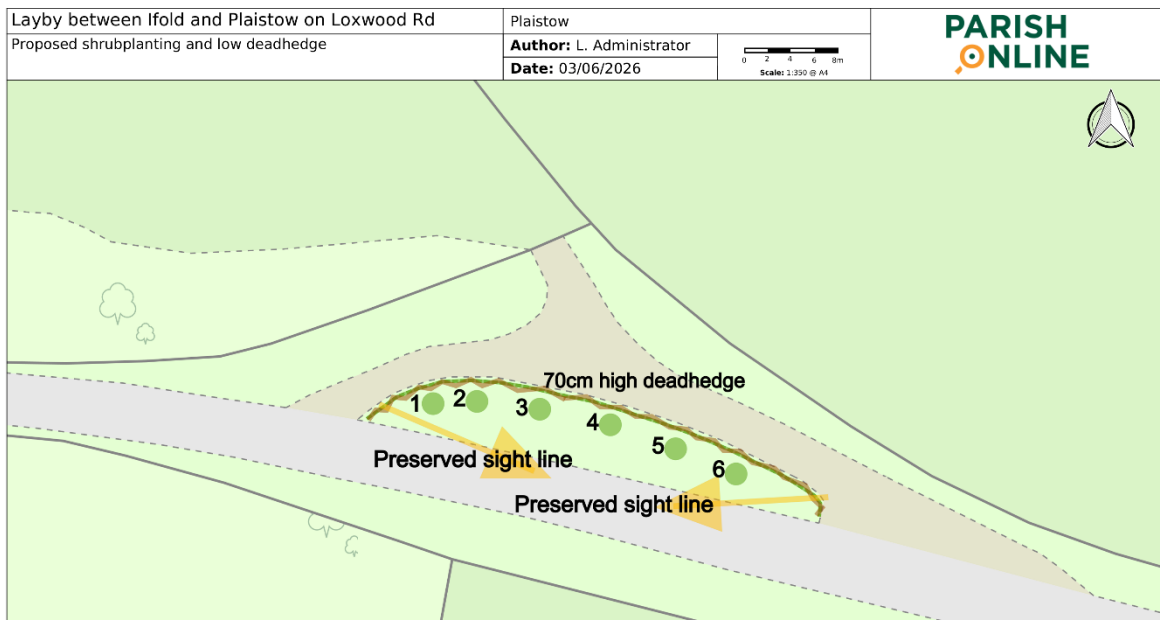 Layby between Ifold and Plaistow on Loxwood Rd
Proposed shrubplanting and low deadhedge
Plaistow
Author: L. Administrator
Date: 03/06/2026
0 2 4 6 8m
Scale: 1:350 @ A4
PARISH
ONLINE
70cm high deadhedge
1
2
3
4
5
6
Preserved sight line
Preserved sight line